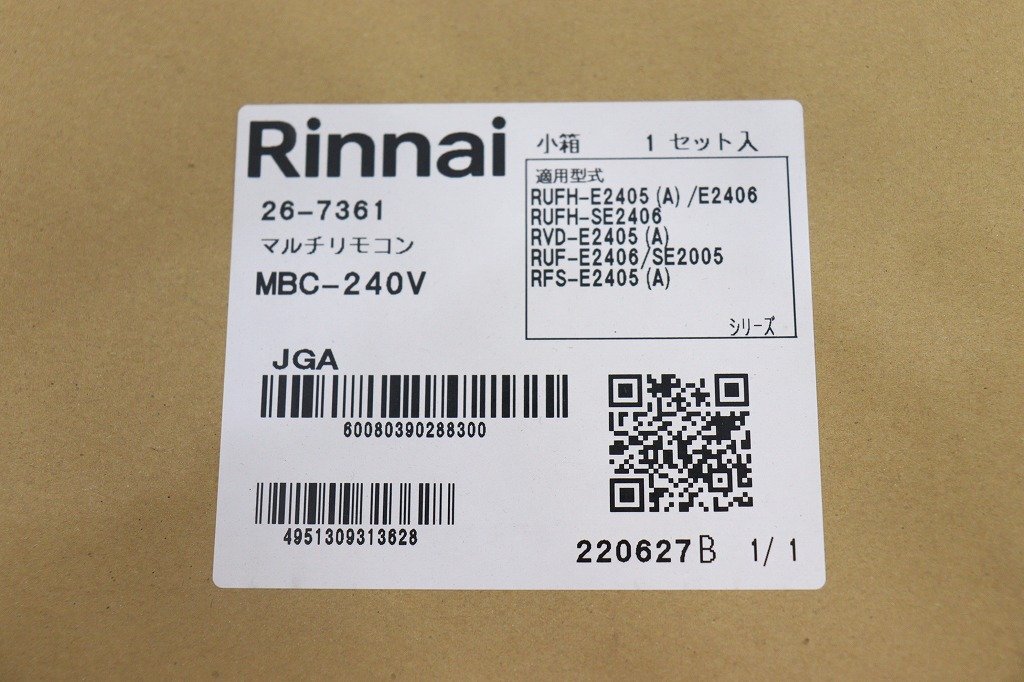 Rinnai
小箱 1 セット入
26-7361
マルチリモコン
MBC-240V
適用型式
RUFH-E2405(A)/E2406
RUFH-SE2406
RVD-E2405(A)
RUF-E2406/SE2005
RFS-E2405(A)
シリーズ
JGA
60080390288300
4951309313628
220627B 1/ 1